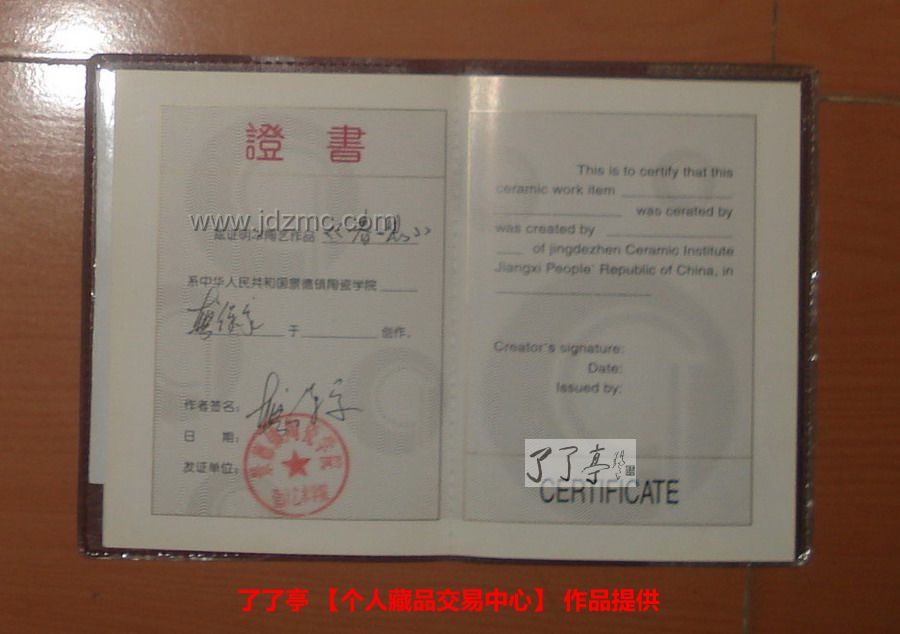 證 書
www.jdzmc.com
兹证明本陶艺作品
系中华人民共和国景德镇陶瓷学院
于 创作。
作者签名:
日 期:
发证单位:
This is to certify that this
ceramic work item
was cerated by
was created by
of jingdezhen Ceramic Institute
Jiangxi People' Republic of China, in
Creator's signature:
Date:
Issued by:
了了亭
CERTIFICATE
了了亭 【个人藏品交易中心】 作品提供